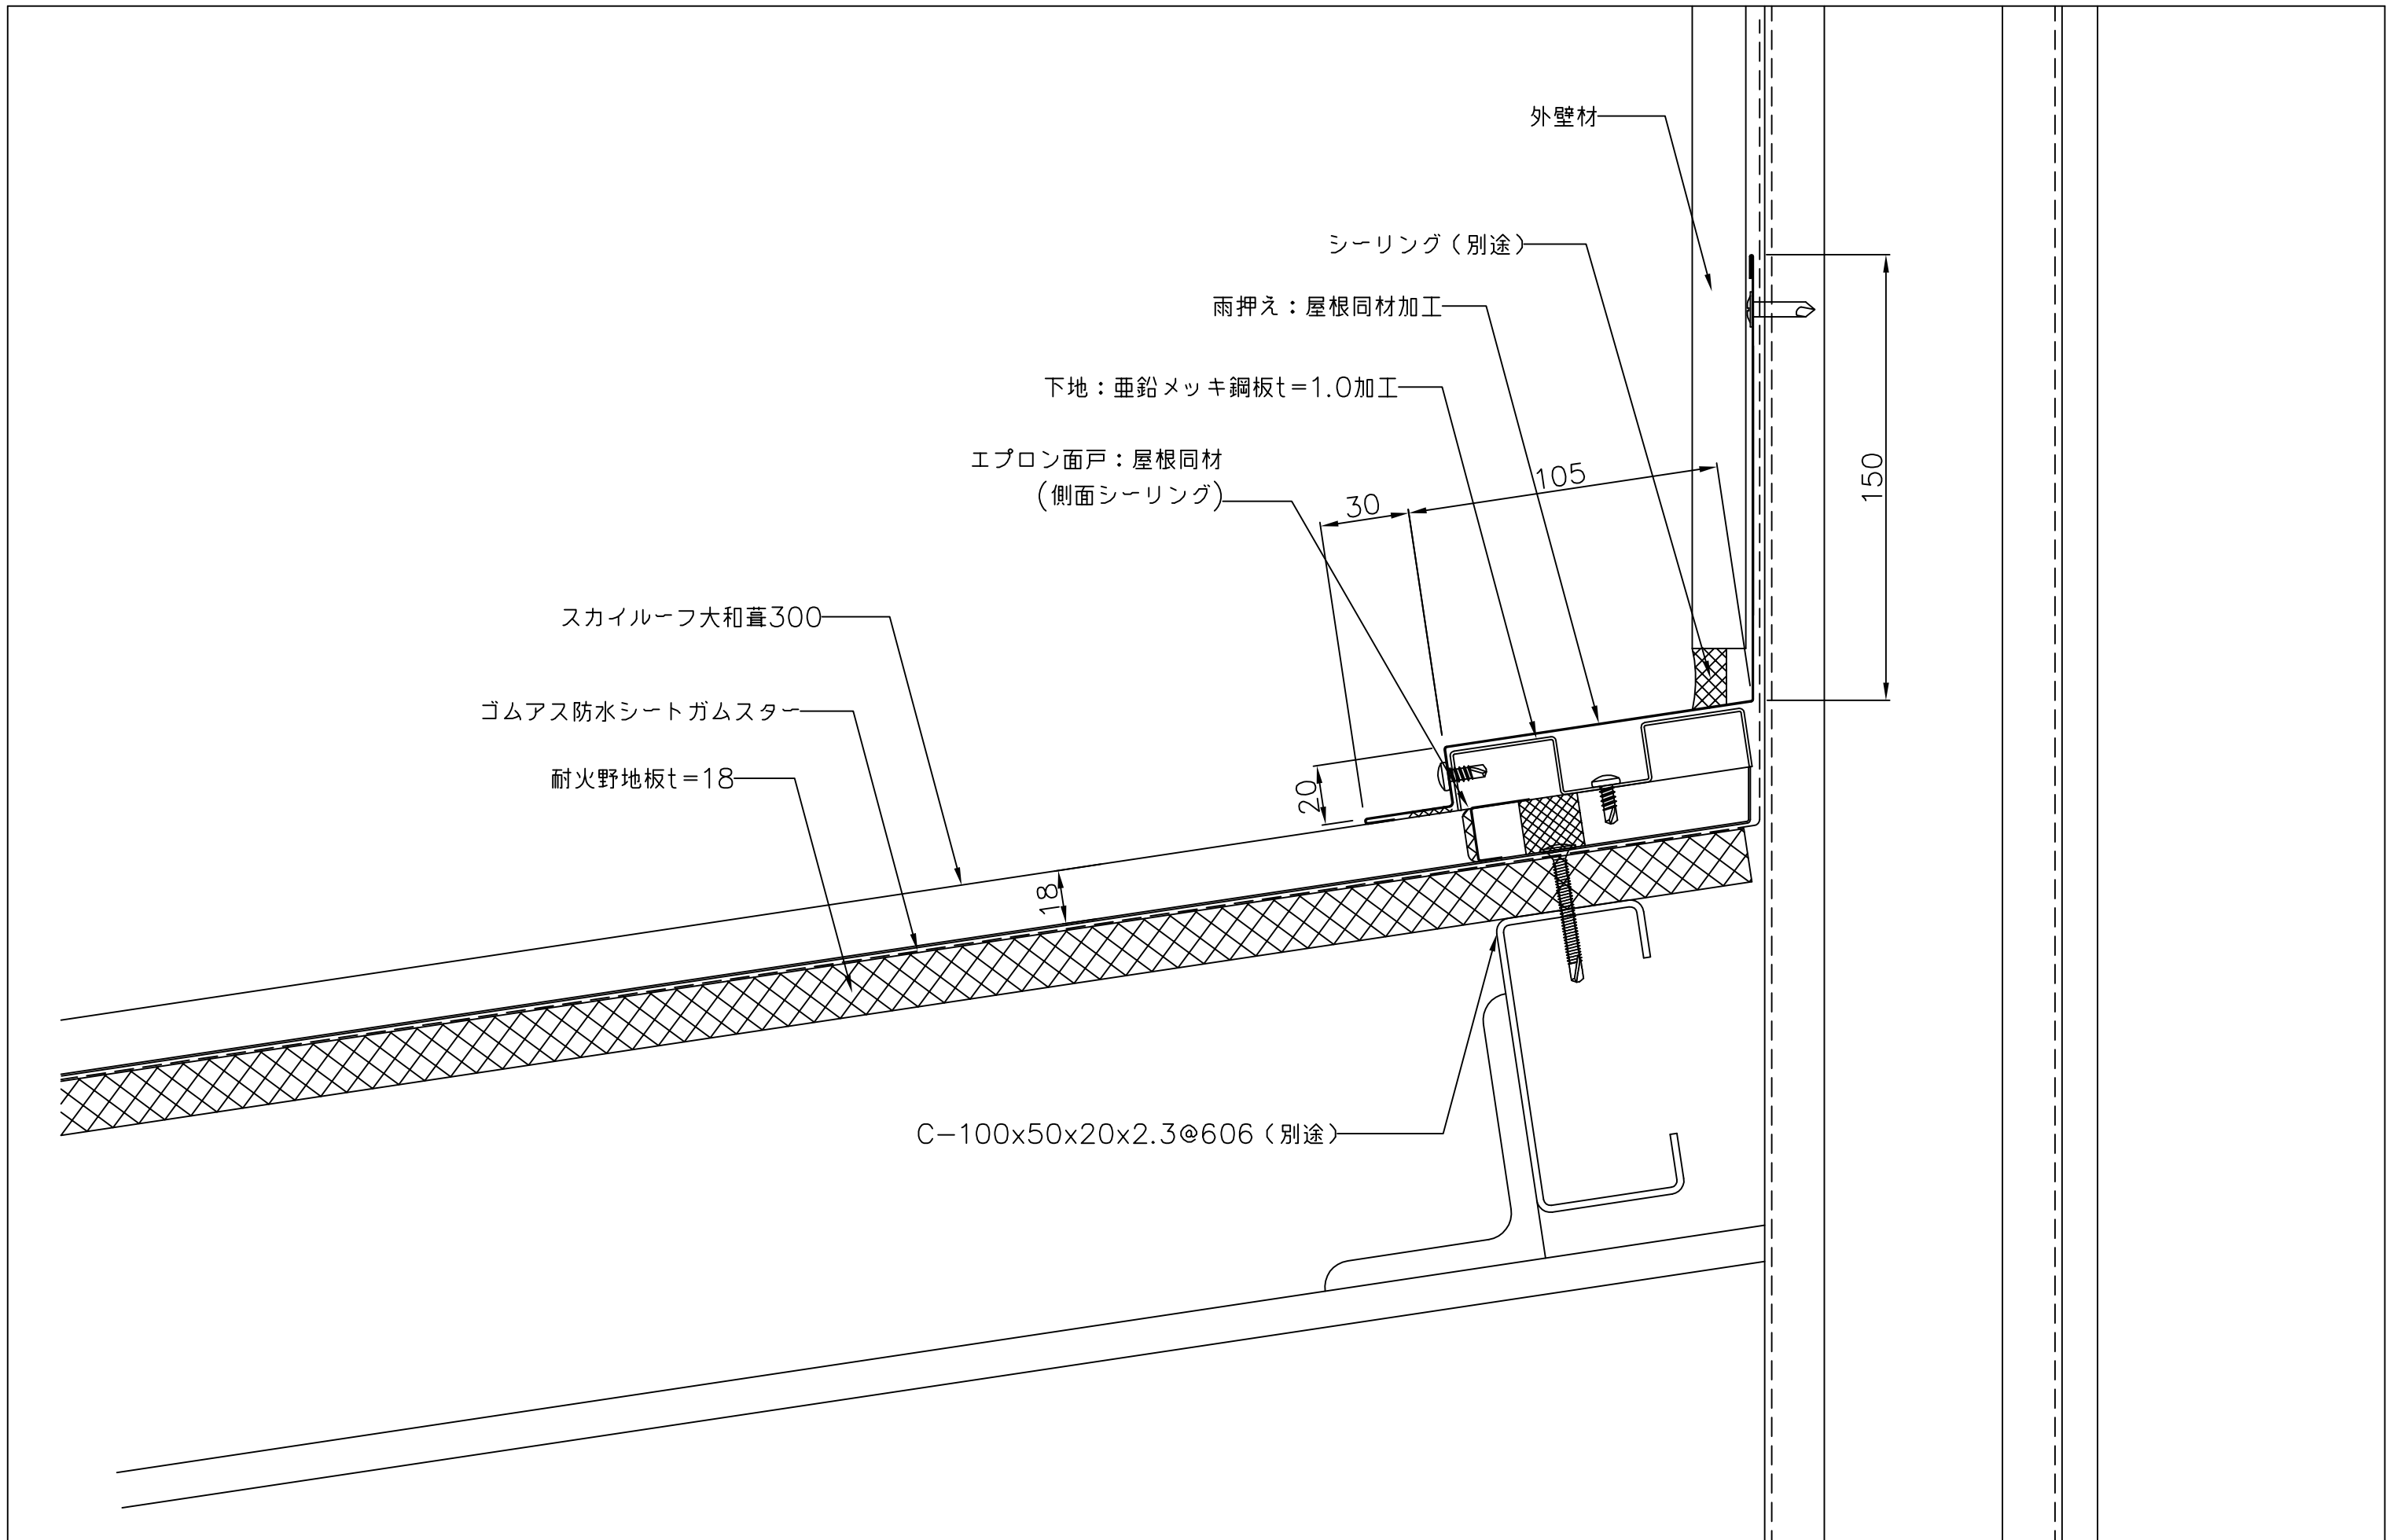 外壁材
シーリング（別途）
雨押え：屋根同材加工
下地：亜鉛メッキ鋼板t=1.0加工
エプロン面戸：屋根同材
(側面シーリング)
105
30
150
スカイルーフ大和葺300
ゴムアス防水シートガムスター
耐火野地板t=18
20
18
C-100x50x20x2.3@606（別途）